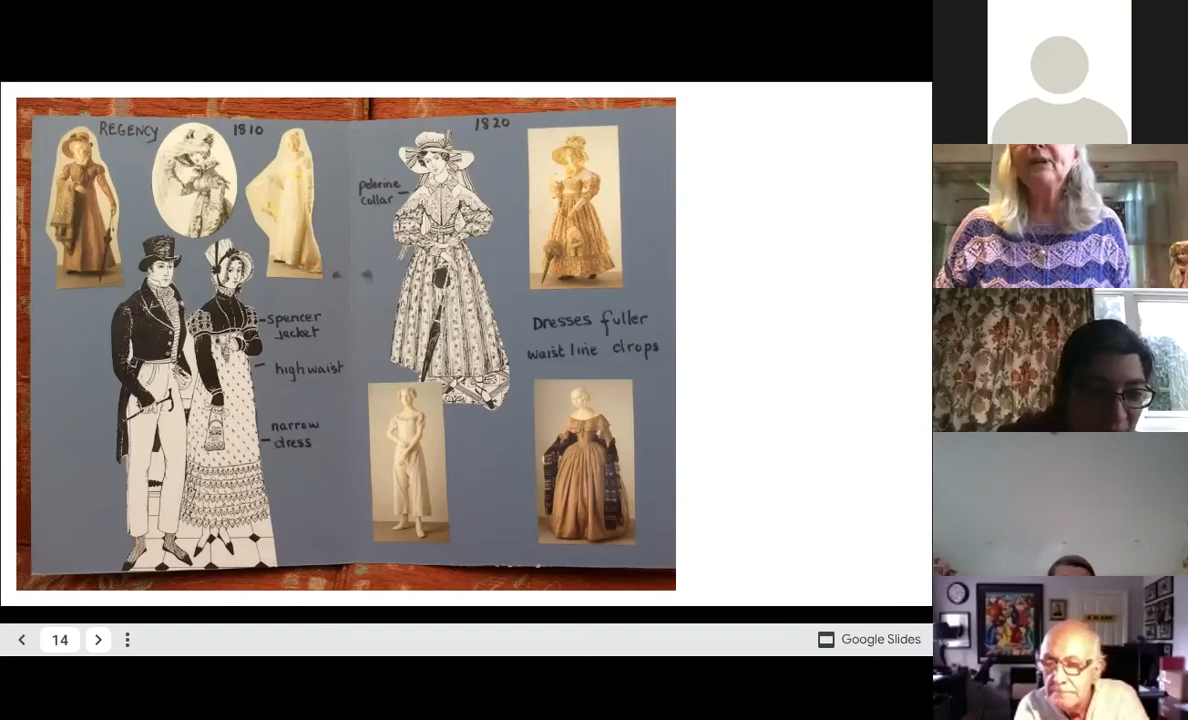 REGENCY 1810
1820
pelerine
collar
spencer
jacket
high waist
narrow
dress
Dresses fuller
waist line drops
14
Google Slides